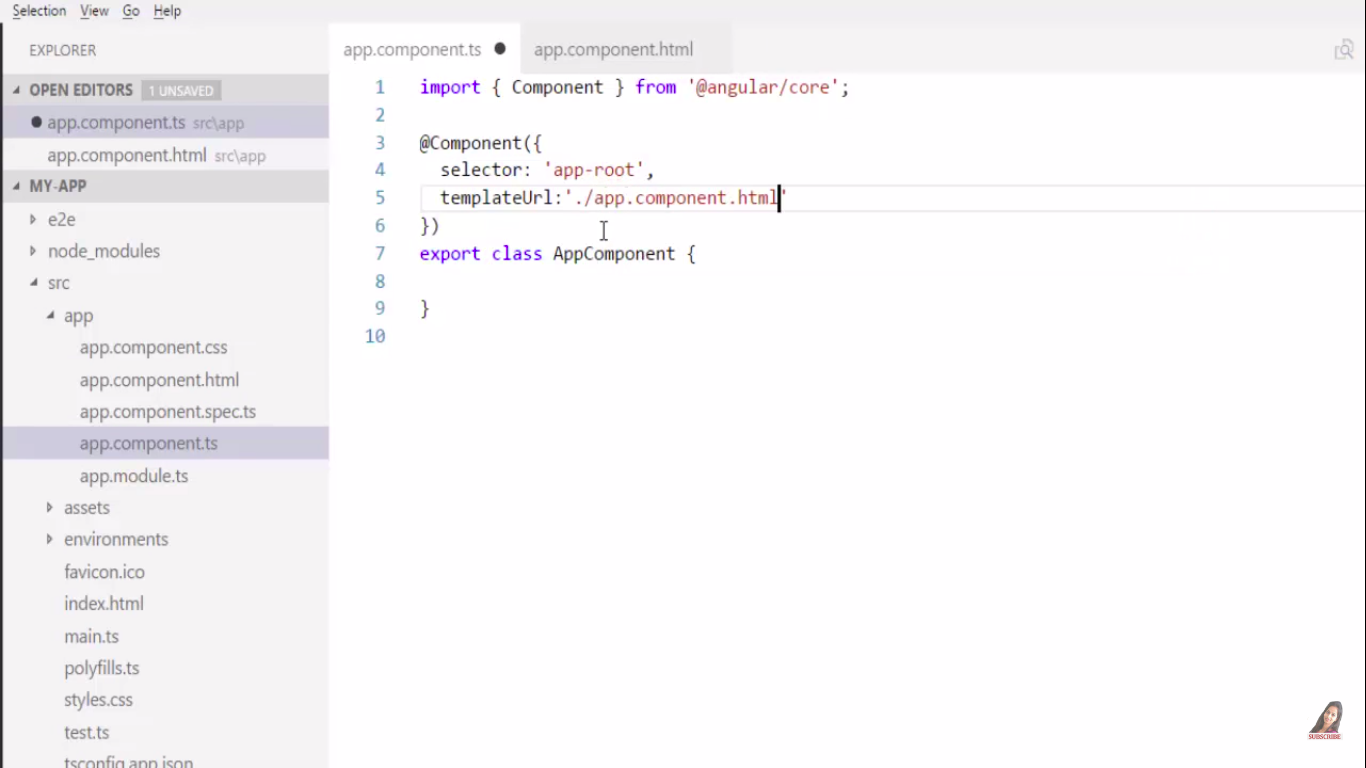 Selection View Go Help
EXPLORER
OPEN EDITORS 1 UNSAVED
app.component.ts src\app
app.component.html src\app
MY-APP
e2e
node_modules
src
app
app.component.css
app.component.html
app.component.spec.ts
app.component.ts
app.module.ts
assets
environments
favicon.ico
index.html
main.ts
polyfills.ts
styles.css
test.ts
tsconfig.app.json
app.component.ts app.component.html
1 import { Component } from '@angular/core';
2
3 @Component({
4 selector: 'app-root',
5 templateUrl:'./app.component.html'
6 })
7 export class AppComponent {
8
9 }
10
SUBSCRIBE